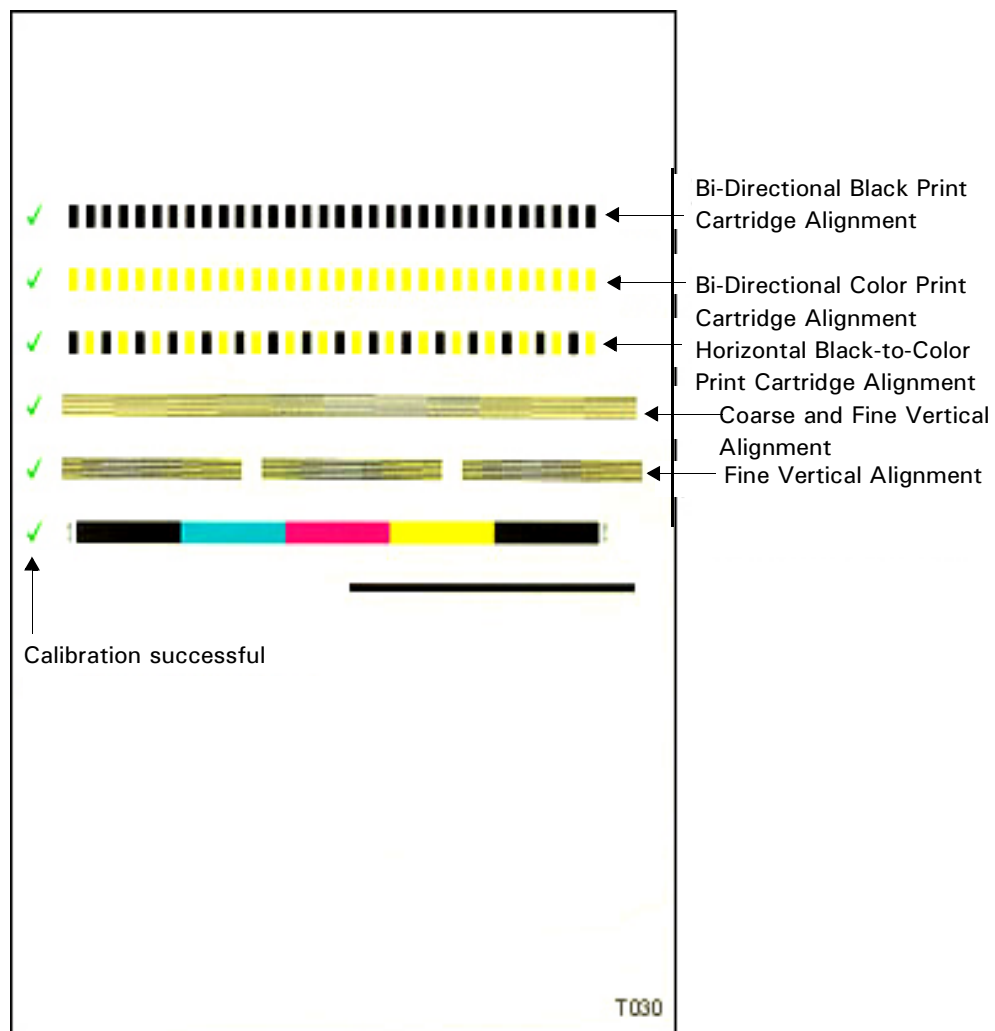 Bi-Directional Black Print
Cartridge Alignment
Bi-Directional Color Print
Cartridge Alignment
Horizontal Black-to-Color
Print Cartridge Alignment
Coarse and Fine Vertical
Alignment
Fine Vertical Alignment
Calibration successful
T030